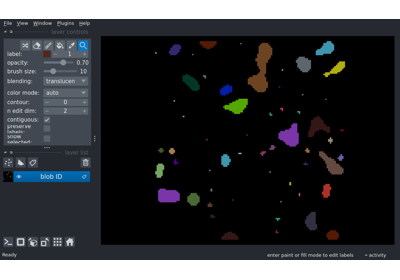 File View Window Plugins Help
layer controls
label: 1
opacity: 0.70
brush size: 10
blending: translucen
color mode: auto
contour: 0
n edit dim: 2
contiguous:
preserve
labels:
show
selected:
layer list
blob ID
Ready
enter paint or fill mode to edit labels
activity